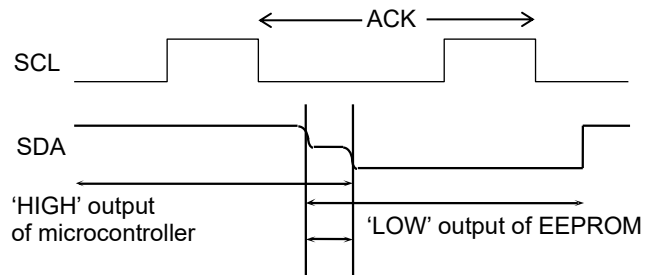 ACK
SCL
SDA
‘HIGH’ output
of microcontroller
‘LOW’ output of EEPROM